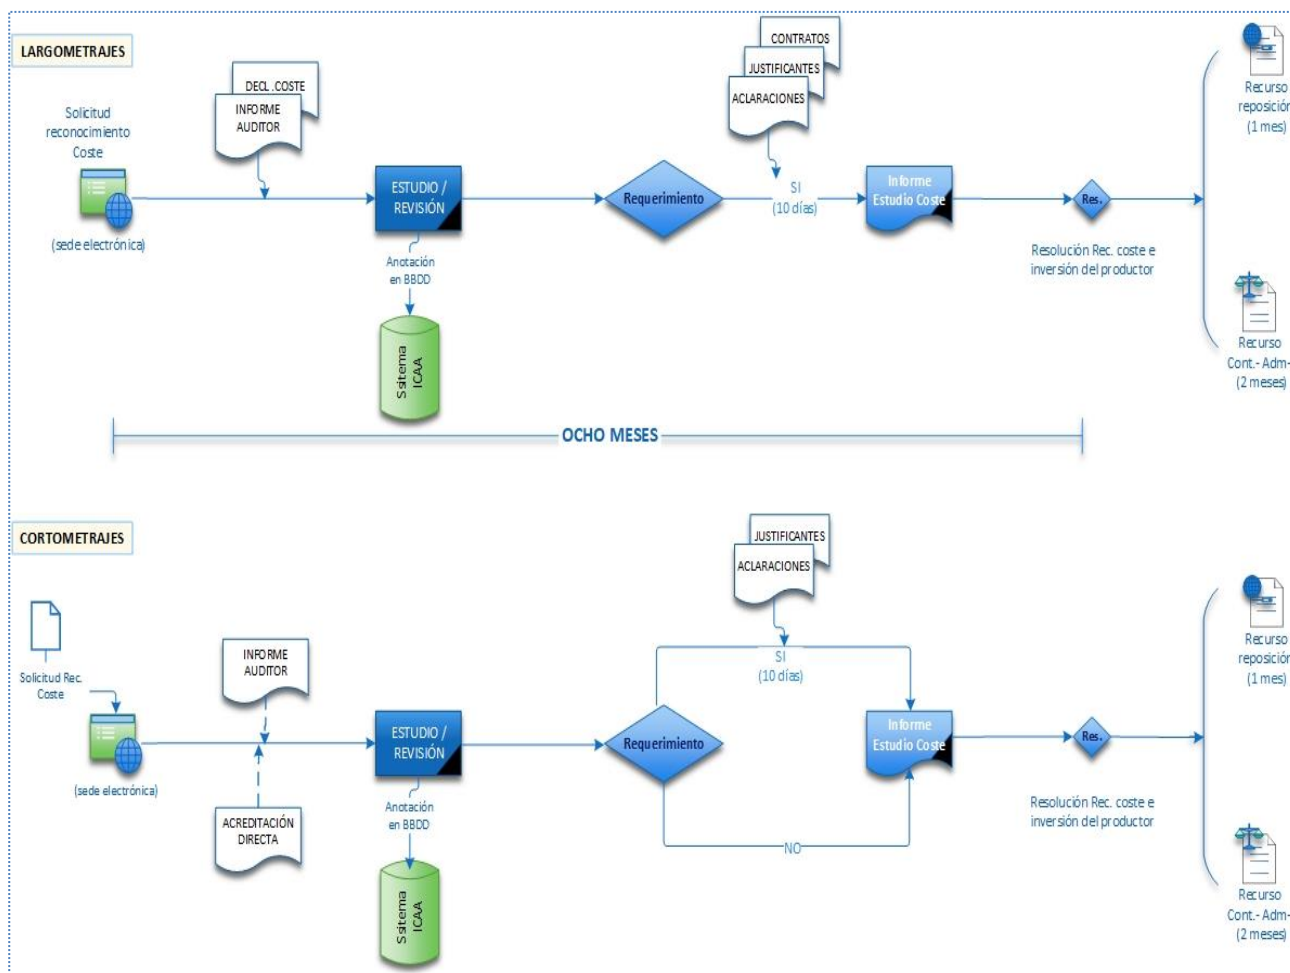 LARGOMETRAJES
Solicitud
reconocimiento
Coste
(sede electrónica)
DECL .COSTE
INFORME
AUDITOR
ESTUDIO /
REVISIÓN
Anotación
en BBDD
Ssitema
ICAA
Requerimiento
CONTRATOS
JUSTIFICANTES
ACLARACIONES
SI
(10 días)
Informe
Estudio Coste
Res.
Resolución Rec. coste e
inversión del productor
Recurso
reposición
(1 mes)
Recurso
Cont.- Adm-
(2 meses)
OCHO MESES
CORTOMETRAJES
Solicitud Rec.
Coste
(sede electrónica)
INFORME
AUDITOR
ACREDITACIÓN
DIRECTA
ESTUDIO /
REVISIÓN
Anotación
en BBDD
Ssitema
ICAA
Requerimiento
JUSTIFICANTES
ACLARACIONES
SI
(10 días)
NO
Informe
Estudio Coste
Res.
Resolución Rec. coste e
inversión del productor
Recurso
reposición
(1 mes)
Recurso
Cont.- Adm-
(2 meses)